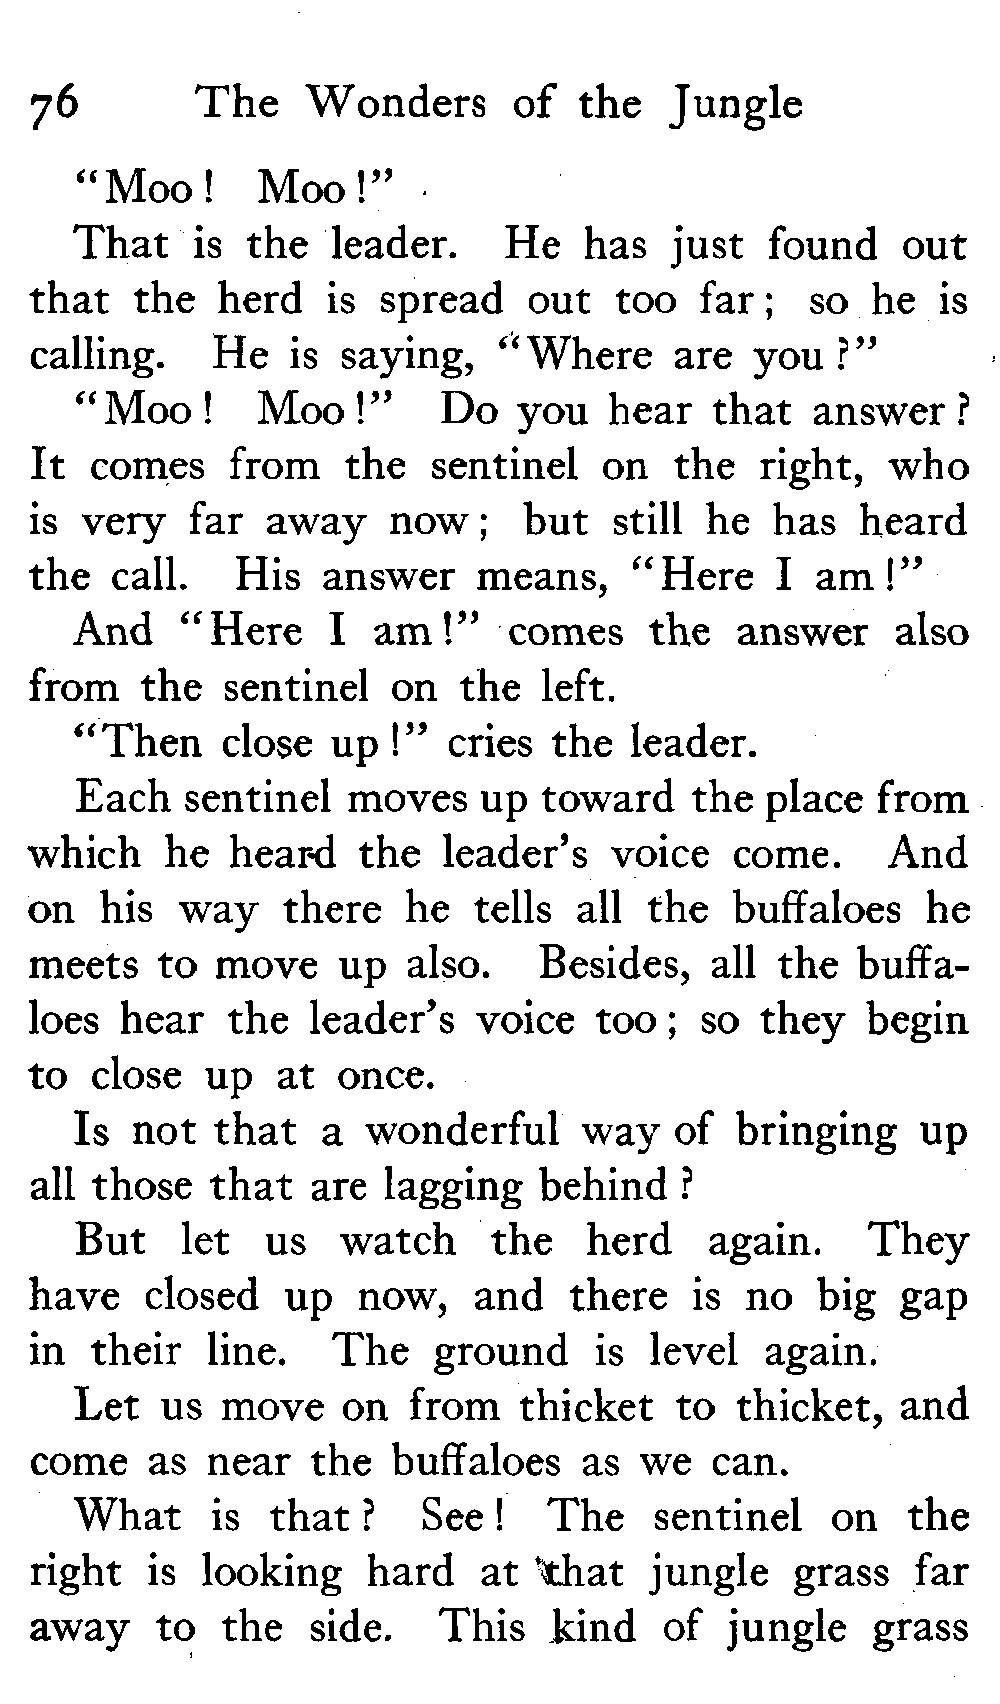 76 The Wonders of the Jungle
"Moo! Moo!"
That is the leader. He has just found out
that the herd is spread out too far; so he is
calling. He is saying, "Where are you?"
"Moo! Moo!" Do you hear that answer?
It comes from the sentinel on the right, who
is very far away now; but still he has heard
the call. His answer means, "Here I am!"
And "Here I am!" comes the answer also
from the sentinel on the left.
"Then close up!" cries the leader.
Each sentinel moves up toward the place from
which he heard the leader's voice come. And
on his way there he tells all the buffaloes he
meets to move up also. Besides, all the buffa-
loes hear the leader's voice too; so they begin
to close up at once.
Is not that a wonderful way of bringing up
all those that are lagging behind?
But let us watch the herd again. They
have closed up now, and there is no big gap
in their line. The ground is level again.
Let us move on from thicket to thicket, and
come as near the buffaloes as we can.
What is that? See! The sentinel on the
right is looking hard at that jungle grass far
away to the side. This kind of jungle grass